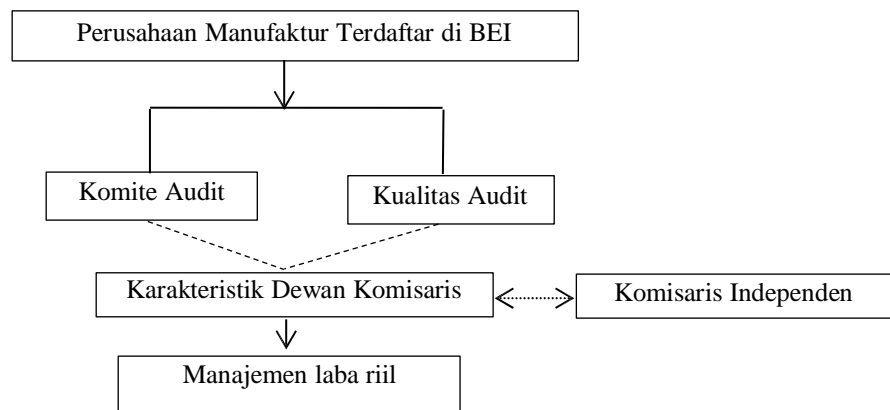 Perusahaan Manufaktur Terdaftar di BEI
Komite Audit
Kualitas Audit
Karakteristik Dewan Komisaris
Komisaris Independen
Manajemen laba riil